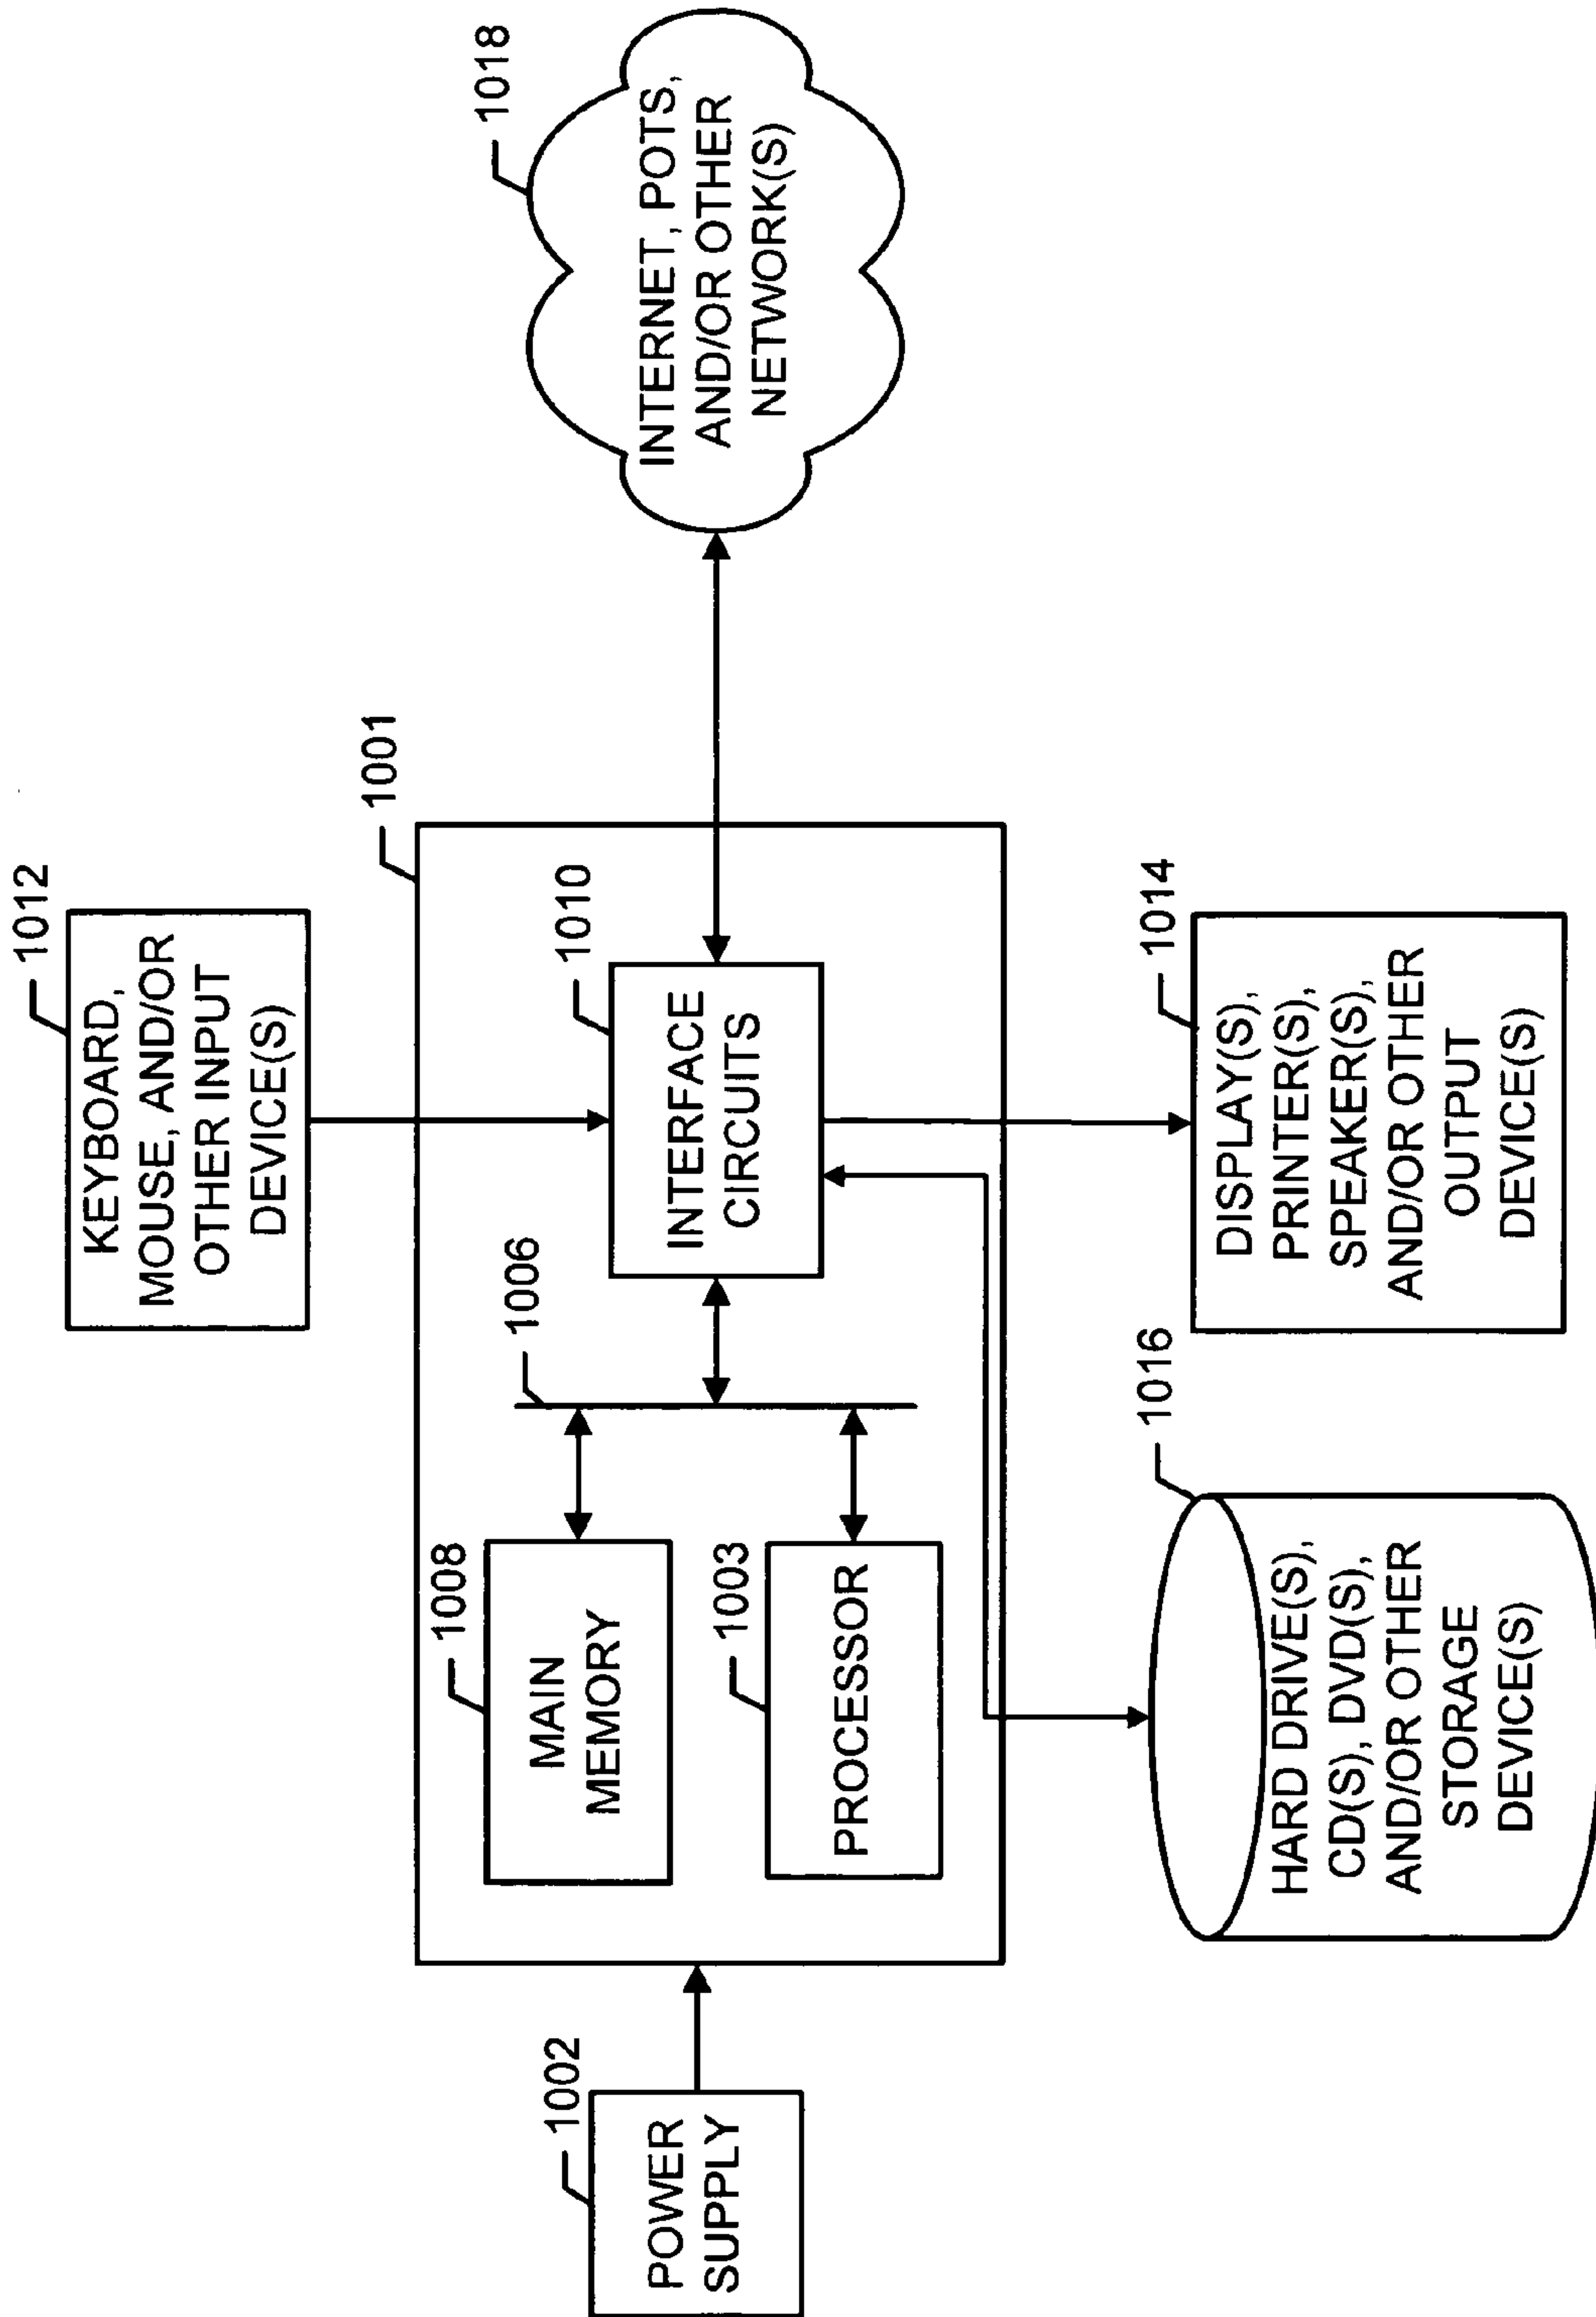 1012
KEYBOARD,
MOUSE, AND/OR
OTHER INPUT
DEVICE(S)
1001
1018
INTERNET, POTS,
AND/OR OTHER
NETWORK(S)
1002
POWER
SUPPLY
1008
MAIN
MEMORY
1006
1010
INTERFACE
CIRCUITS
1003
PROCESSOR
1016
HARD DRIVE(S),
CD(S), DVD(S),
AND/OR OTHER
STORAGE
DEVICE(S)
1014
DISPLAY(S),
PRINTER(S),
SPEAKER(S),
AND/OR OTHER
OUTPUT
DEVICE(S)